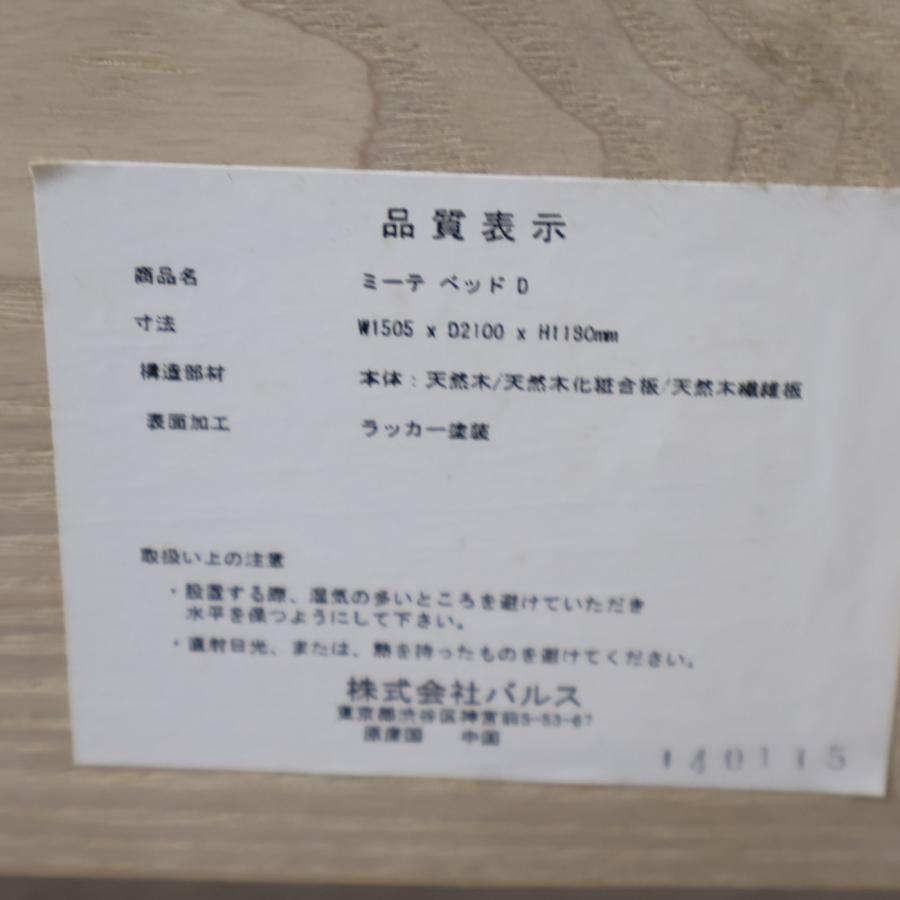 品質表示
商品名 ミーテ ベッド D
寸法 W1505 x D2100 x H1130mm
構造部材 本体：天然木/天然木化粧合板/天然木繊維板
表面加工 ラッカー塗装
取扱い上の注意
・設置する際、湿気の多いところを避けていただき
水平を保つようにして下さい。
・直射日光、または、熱を持ったものを避けてください。
株式会社バルス
東京都渋谷区神宮前5-53-67
原産国 中国
140115